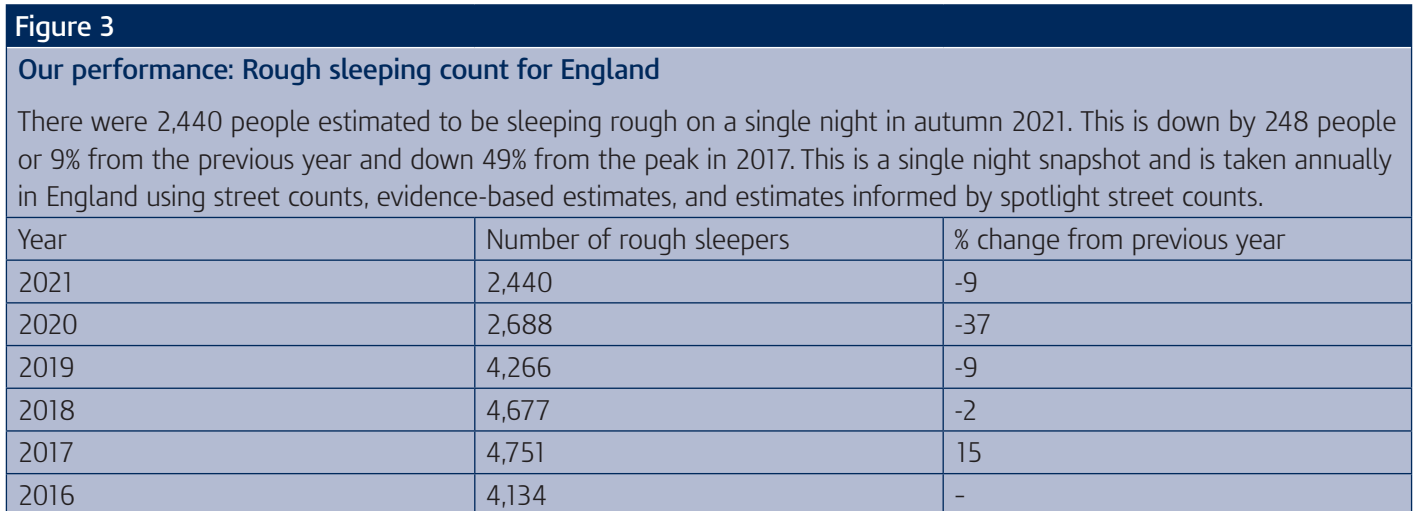 Figure 3
Our performance: Rough sleeping count for England
There were 2,440 people estimated to be sleeping rough on a single night in autumn 2021. This is down by 248 people
or 9% from the previous year and down 49% from the peak in 2017. This is a single night snapshot and is taken annually
in England using street counts, evidence-based estimates, and estimates informed by spotlight street counts.
Year Number of rough sleepers % change from previous year
2021 2,440 -9
2020 2,688 -37
2019 4,266 -9
2018 4,677 -2
2017 4,751 15
2016 4,134 -